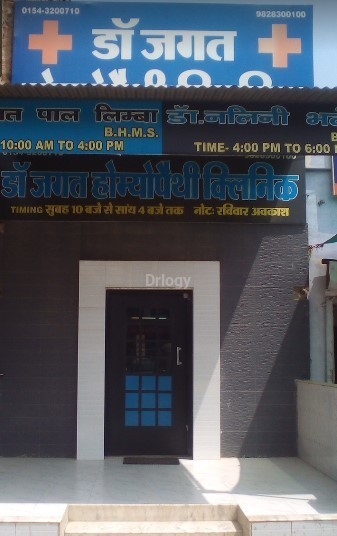 0154-3200710 9828300100
डॉ जगत
पाल लिम्बा डॉ.नलिनी
B.H.M.S.
10:00 AM TO 4:00 PM TIME- 4:00 PM TO 6:00
डॉ जगत होम्योपैथी क्लिनिक
TIMING सुबह 10 बजे से सांय 4 बजे तक नोटः रविवार अवकाश
Drlogy